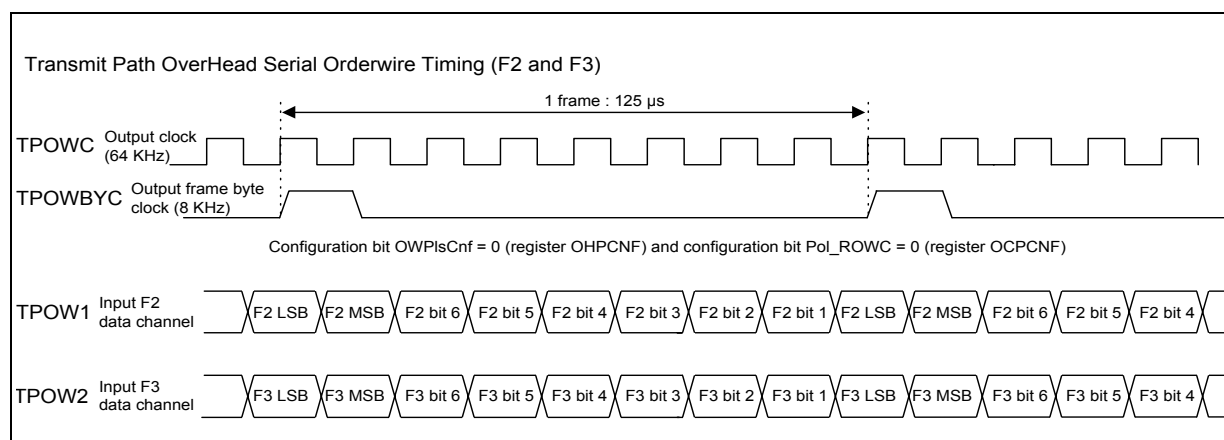 Transmit Path OverHead Serial Orderwire Timing (F2 and F3)
1 frame : 125 µs
TPOWC Output clock
(64 KHz)
TPOWBYC Output frame byte
clock (8 KHz)
Configuration bit OWPlsCnf = 0 (register OHPCNF) and configuration bit Pol_ROWC = 0 (register OCPCNF)
TPOW1 Input F2
data channel
F2 LSB F2 MSB F2 bit 6 F2 bit 5 F2 bit 4 F2 bit 3 F2 bit 2 F2 bit 1 F2 LSB F2 MSB F2 bit 6 F2 bit 5 F2 bit 4
TPOW2 Input F3
data channel
F3 LSB F3 MSB F3 bit 6 F3 bit 5 F3 bit 4 F3 bit 3 F3 bit 2 F3 bit 1 F3 LSB F3 MSB F3 bit 6 F3 bit 5 F3 bit 4